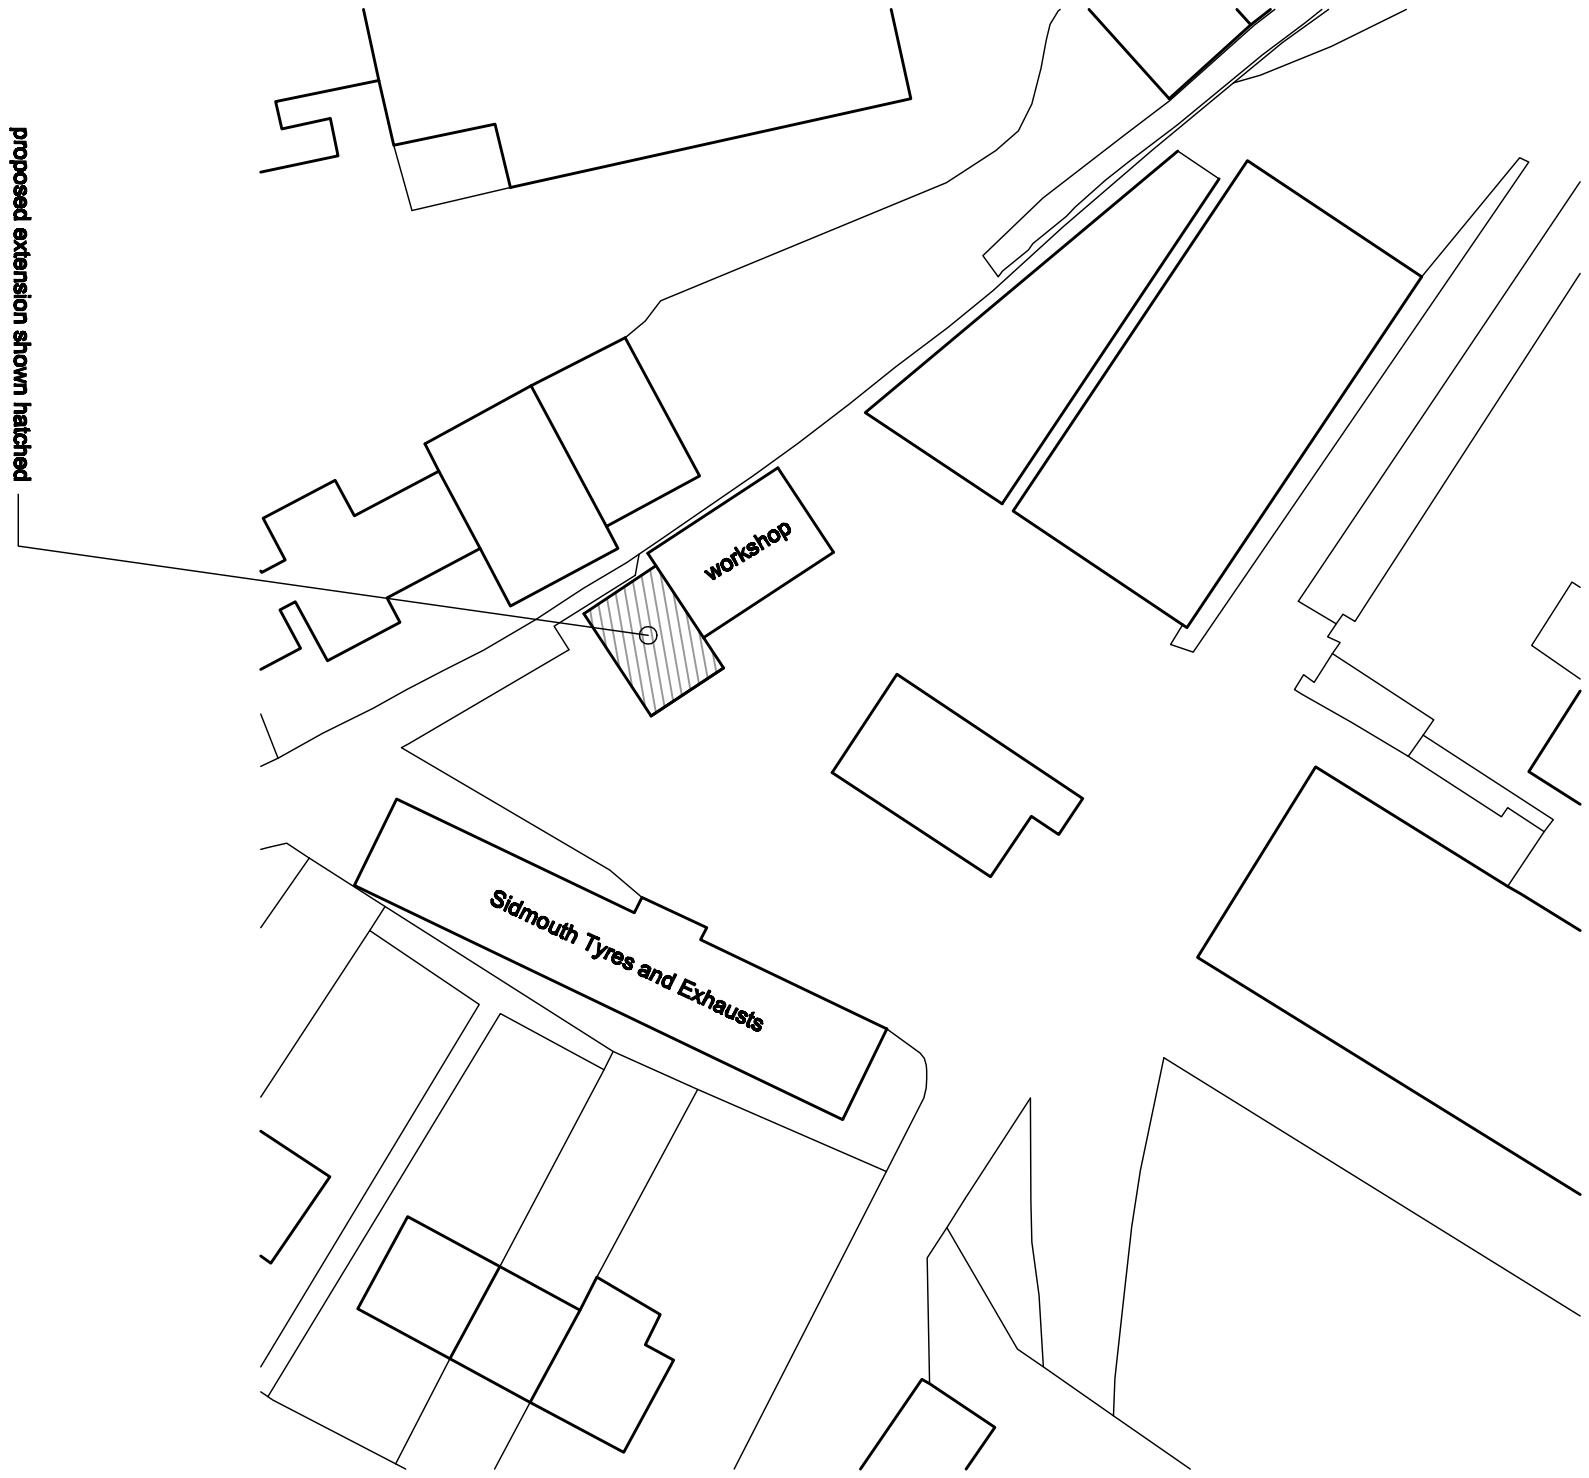 proposed extension shown hatched
workshop
Sidmouth Tyres and Exhausts